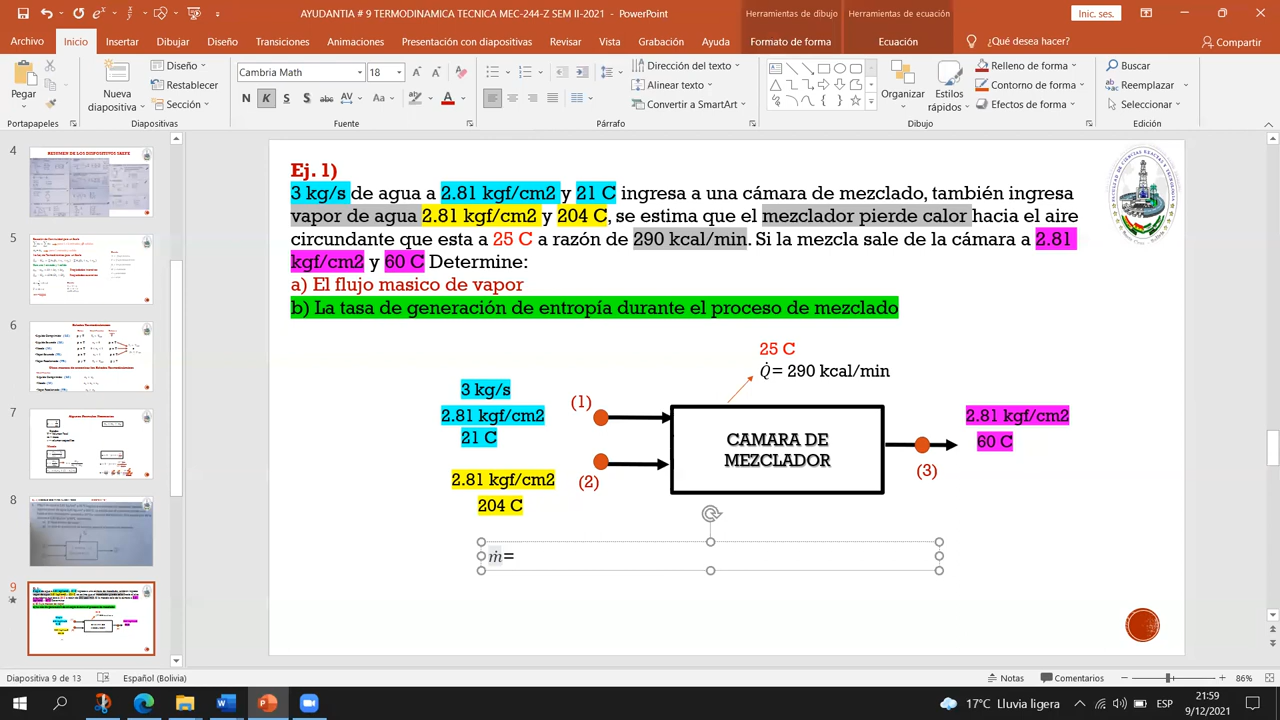 AYUDANTIA # 9 TERMODINAMICA TECNICA MEC-244-Z SEM II-2021 - PowerPoint
Herramientas de dibujo
Herramientas de ecuación
Inic. ses.
Archivo
Inicio
Insertar
Dibujar
Diseño
Transiciones
Animaciones
Presentación con diapositivas
Revisar
Vista
Grabación
Ayuda
Formato de forma
Ecuación
¿Qué desea hacer?
Compartir
Pegar
Nueva diapositiva
Diseño
Restablecer
Sección
Cambria Math
18
N K S S abc AV Aa A
Dirección del texto
Alinear texto
Convertir a SmartArt
Organizar
Estilos rápidos
Relleno de forma
Contorno de forma
Efectos de forma
Buscar
Reemplazar
Seleccionar
Portapapeles
Diapositivas
Fuente
Párrafo
Dibujo
Edición
4
6
7
8
9
Ej. 1)
3 kg/s de agua a 2.81 kgf/cm2 y 21 C ingresa a una cámara de mezclado, también ingresa
vapor de agua 2.81 kgf/cm2 y 204 C, se estima que el mezclador pierde calor hacia el aire
circundante que esta a 25 C a razón de 290 kcal/min. Si la mezcla sale de la cámara a 2.81
kgf/cm2 y 60 C Determine:
a) El flujo masico de vapor
b) La tasa de generación de entropía durante el proceso de mezclado
25 C
Q̇= 290 kcal/min
3 kg/s
2.81 kgf/cm2
21 C
(1)
2.81 kgf/cm2
204 C
(2)
CAMARA DE
MEZCLADOR
2.81 kgf/cm2
60 C
(3)
ṁ=
Diapositiva 9 de 13
Español (Bolivia)
Notas
Comentarios
86%
17°C Lluvia ligera
ESP
21:59
9/12/2021